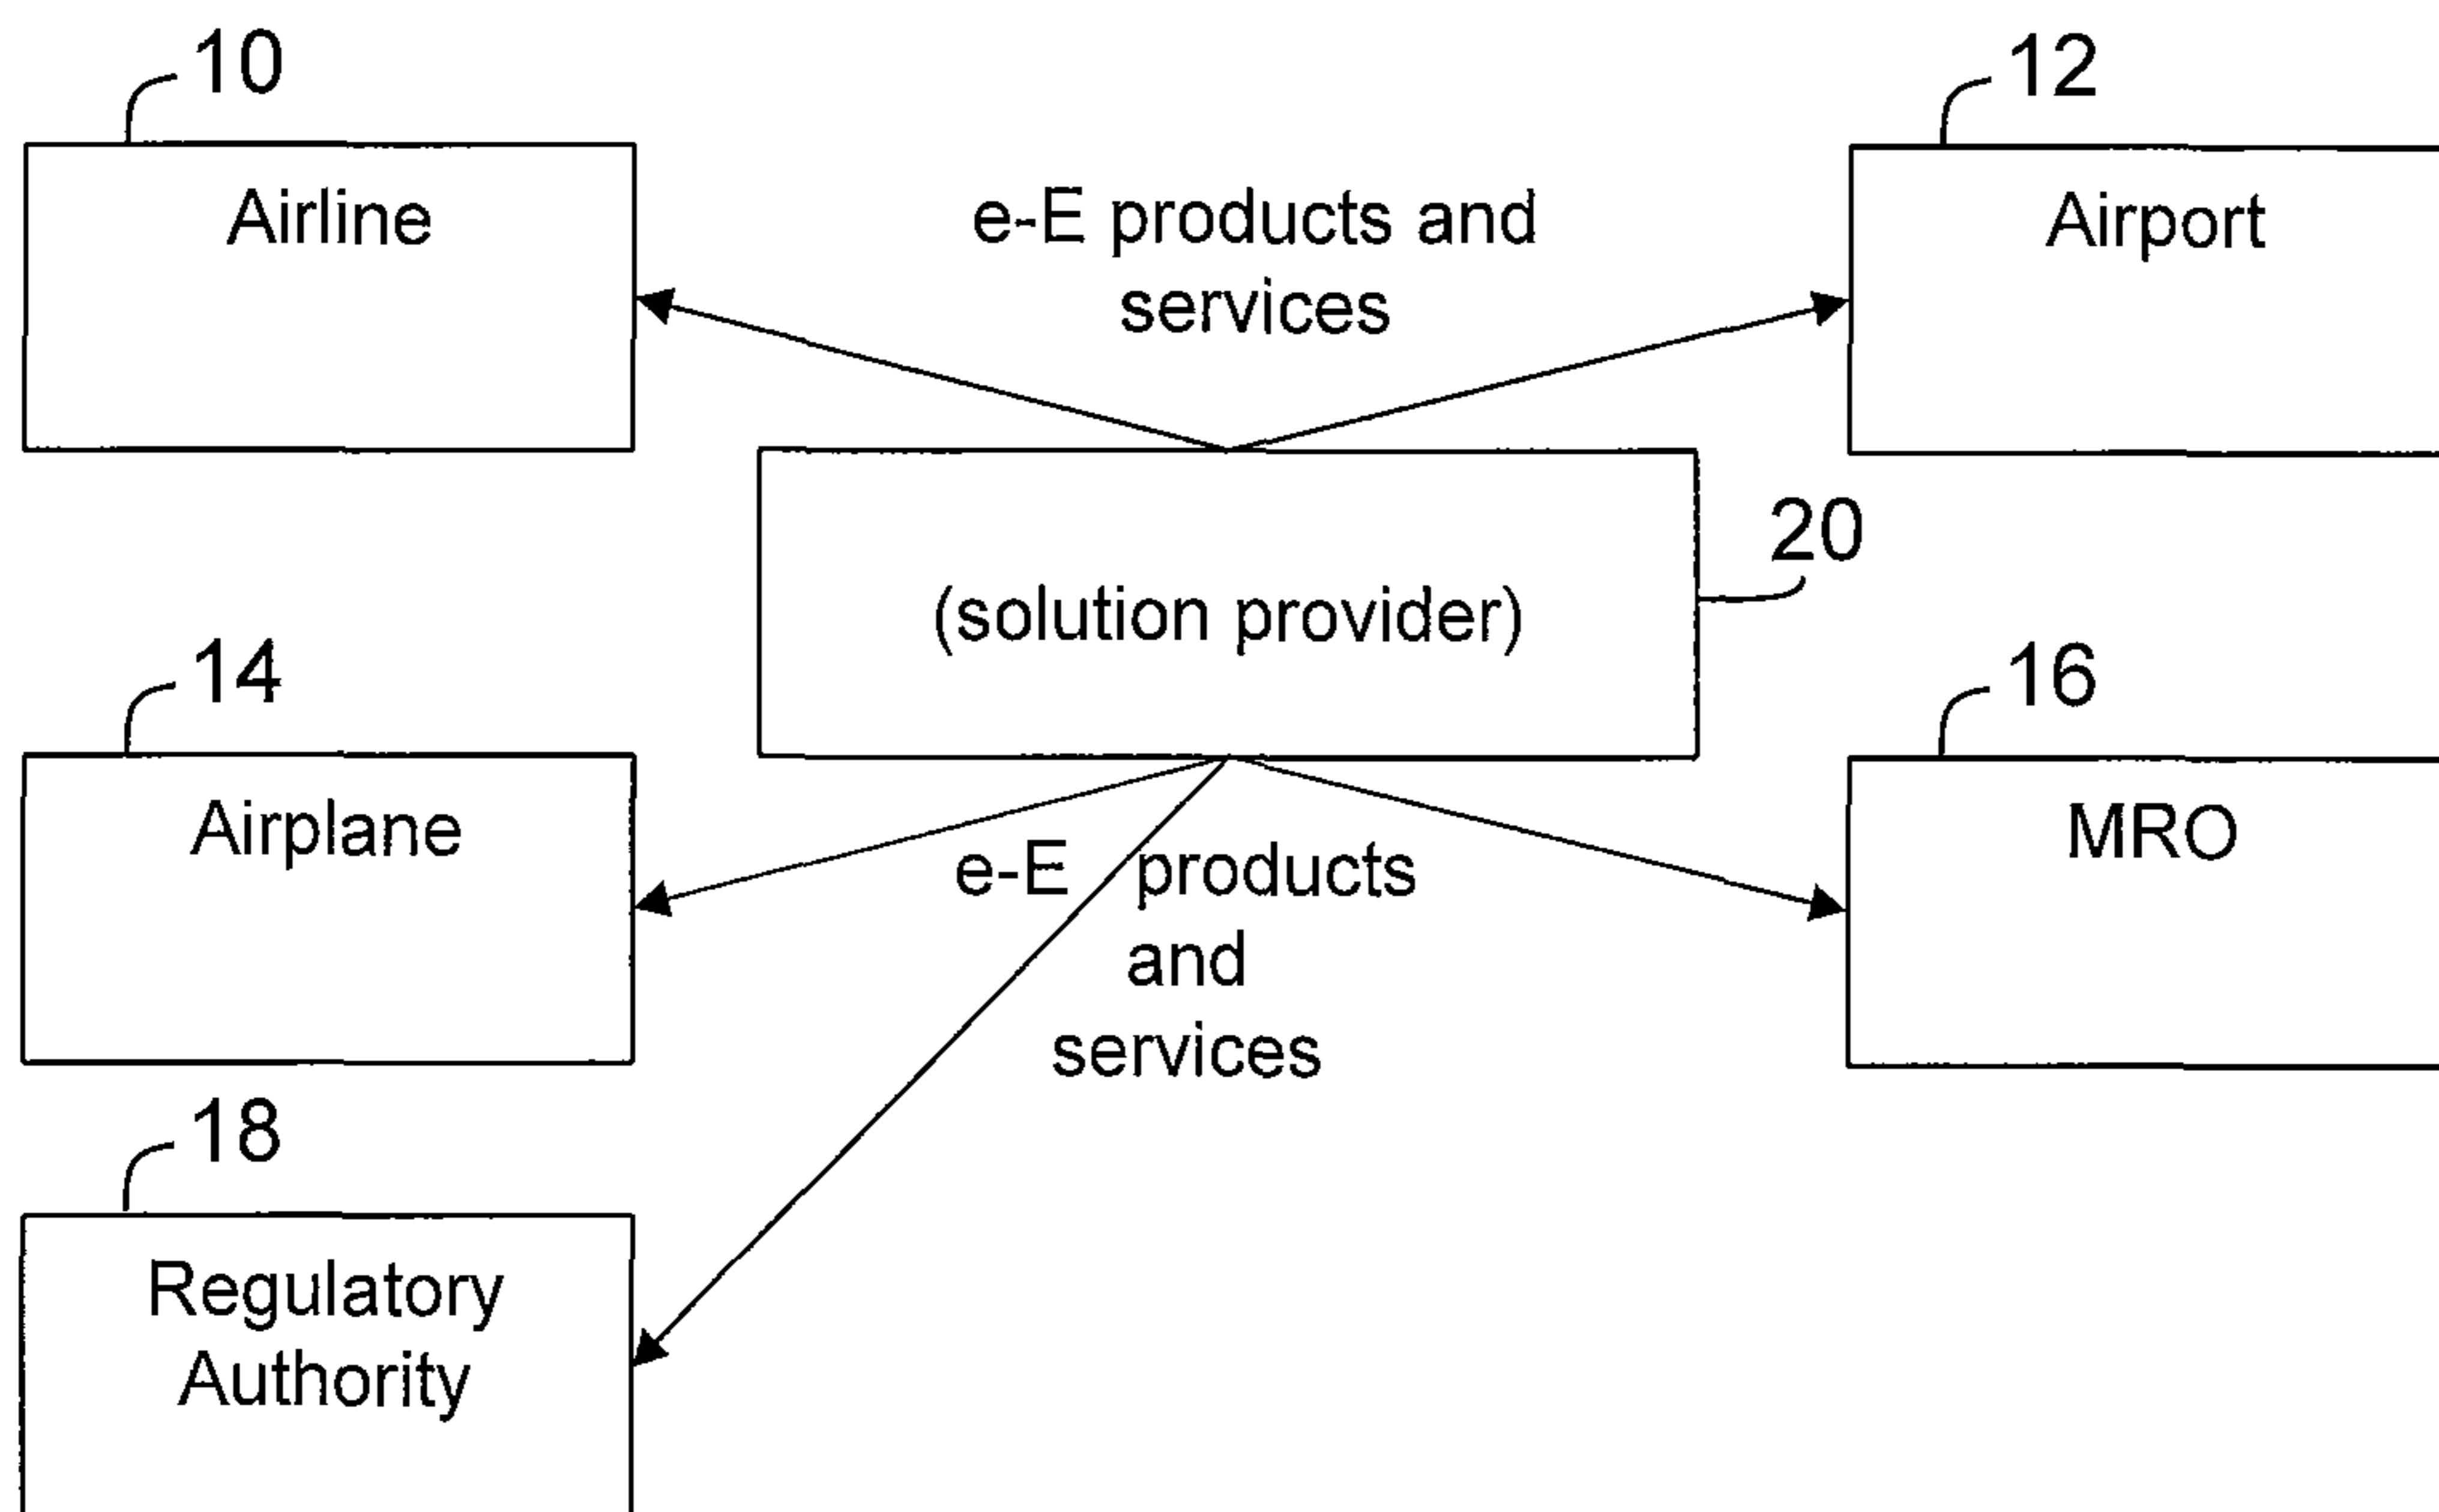 10
12
Airline
e-E products and
services
Airport
20
(solution provider)
14
16
Airplane
e-E products
and
services
MRO
18
Regulatory
Authority